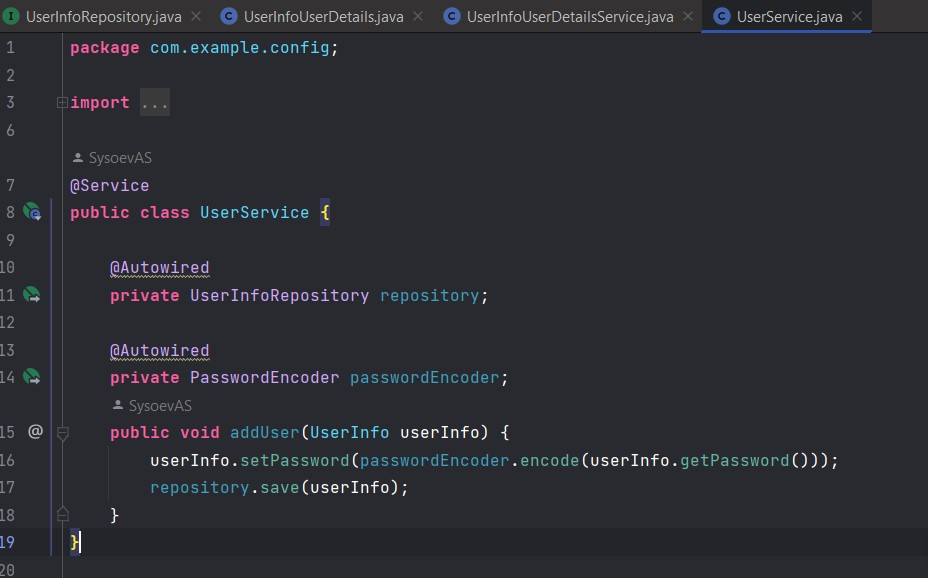 UserInfoRepository.java UserInfoUserDetails.java UserInfoUserDetailsService.java UserService.java
1 package com.example.config;
2
3 import ...
6
SysoevAS
7 @Service
8 public class UserService {
9
10 @Autowired
11 private UserInfoRepository repository;
12
13 @Autowired
14 private PasswordEncoder passwordEncoder;
SysoevAS
15 @ public void addUser(UserInfo userInfo) {
16 userInfo.setPassword(passwordEncoder.encode(userInfo.getPassword()));
17 repository.save(userInfo);
18 }
19 }
20